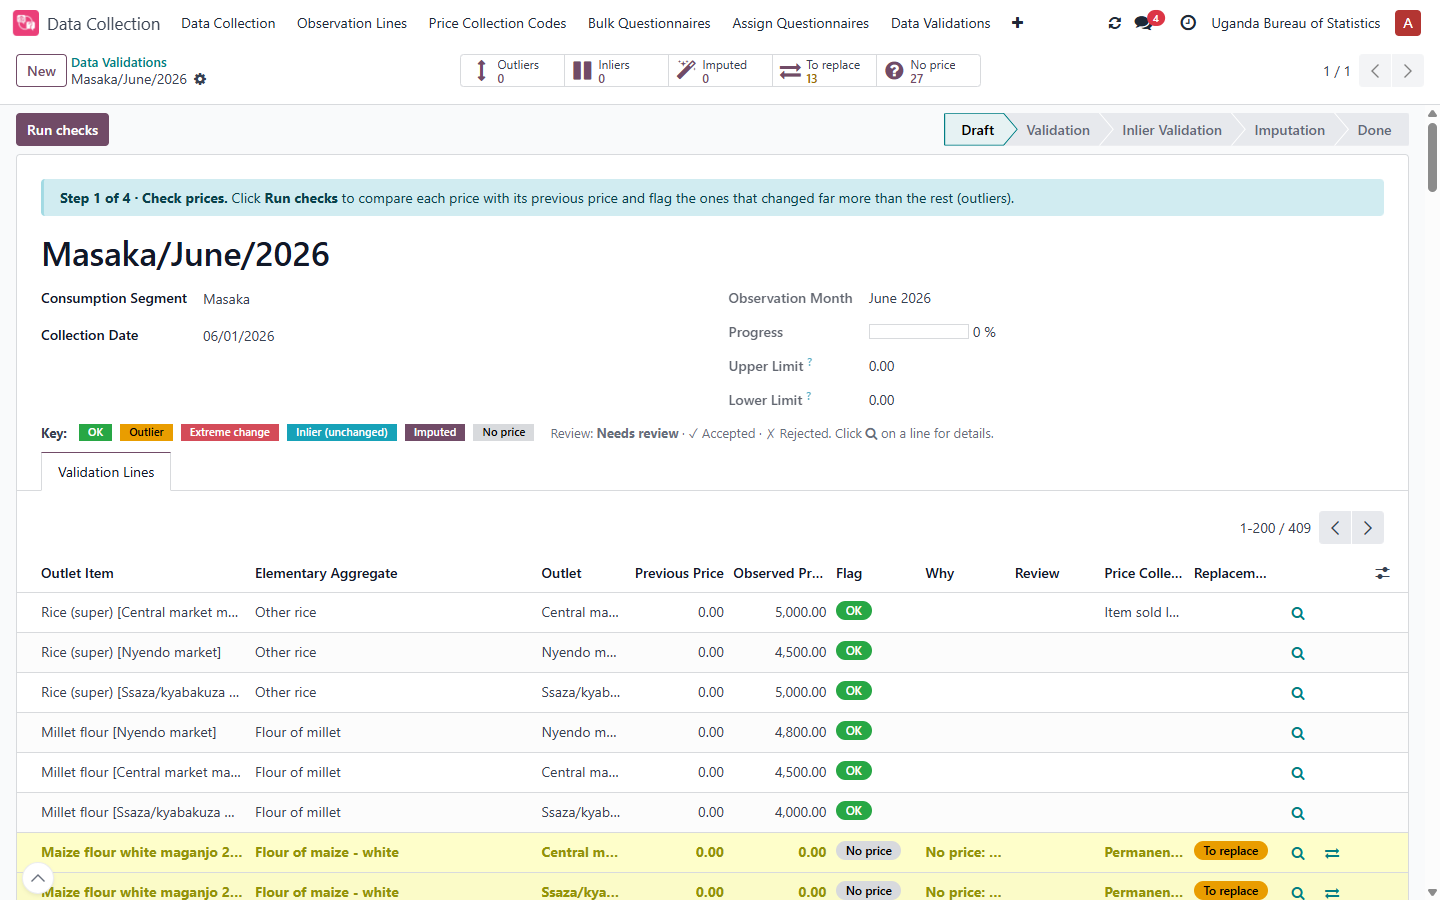 Data Collection Data Collection Observation Lines Price Collection Codes Bulk Questionnaires Assign Questionnaires Data Validations 4 Uganda Bureau of Statistics A
New
Data Validations
Masaka/June/2026
Outliers 0
Inliers 0
Imputed 0
To replace 13
No price 27
1 / 1
Run checks
Draft Validation Inlier Validation Imputation Done
Step 1 of 4 · Check prices. Click Run checks to compare each price with its previous price and flag the ones that changed far more than the rest (outliers).
Masaka/June/2026
Consumption Segment Masaka
Collection Date 06/01/2026
Observation Month June 2026
Progress 0 %
Upper Limit ? 0.00
Lower Limit ? 0.00
Key: OK Outlier Extreme change Inlier (unchanged) Imputed No price Review: Needs review · ✓ Accepted · ✗ Rejected. Click on a line for details.
Validation Lines
1-200 / 409
Outlet Item Elementary Aggregate Outlet Previous Price Observed Pr... Flag Why Review Price Colle... Replacem...
Rice (super) [Central market m... Other rice Central ma... 0.00 5,000.00 OK Item sold l...
Rice (super) [Nyendo market] Other rice Nyendo m... 0.00 4,500.00 OK
Rice (super) [Ssaza/kyabakuza ... Other rice Ssaza/kyab... 0.00 5,000.00 OK
Millet flour [Nyendo market] Flour of millet Nyendo m... 0.00 4,800.00 OK
Millet flour [Central market ma... Flour of millet Central ma... 0.00 4,500.00 OK
Millet flour [Ssaza/kyabakuza ... Flour of millet Ssaza/kyab... 0.00 4,000.00 OK
Maize flour white maganjo 2... Flour of maize - white Central m... 0.00 0.00 No price No price: ... Permanen... To replace
Maize flour white maganjo 2... Flour of maize - white Ssaza/kya... 0.00 0.00 No price No price: ... Permanen... To replace